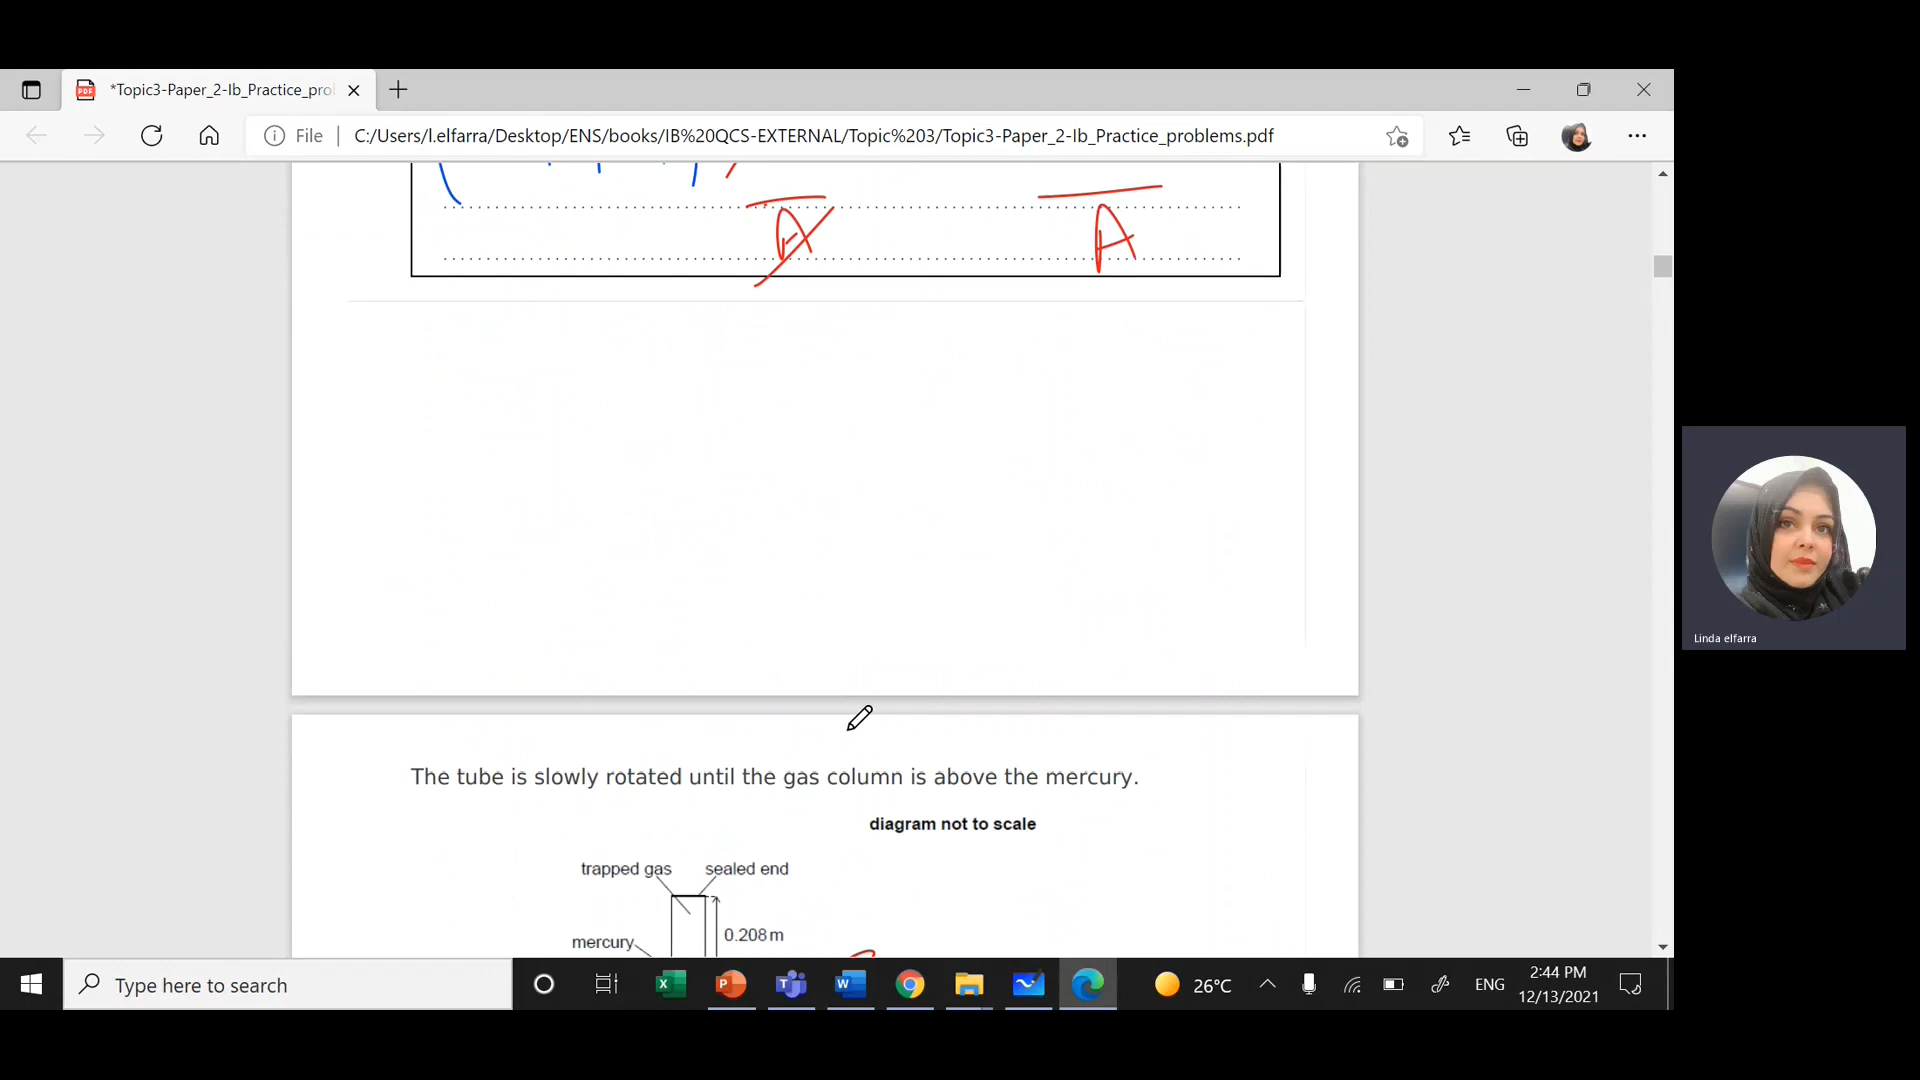 *Topic3-Paper_2-Ib_Practice_pro
File
C:/Users/l.elfarra/Desktop/ENS/books/IB%20QCS-EXTERNAL/Topic%203/Topic3-Paper_2-Ib_Practice_problems.pdf
A
A
The tube is slowly rotated until the gas column is above the mercury.
diagram not to scale
trapped gas
sealed end
0.208 m
mercury
Linda elfarra
Type here to search
26°C
ENG
2:44 PM
12/13/2021